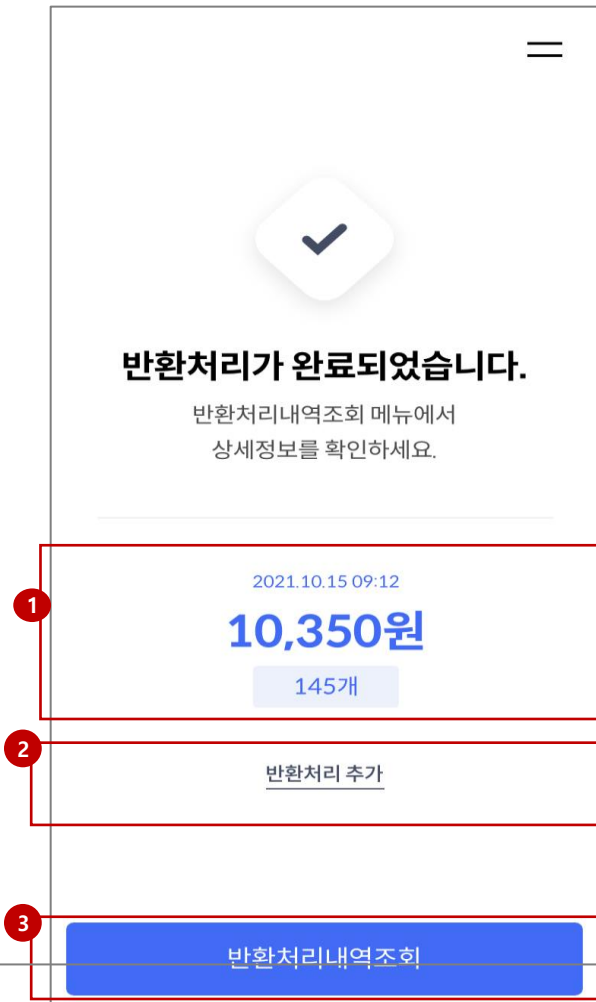 반환처리가 완료되었습니다.
반환처리내역조회 메뉴에서
상세정보를 확인하세요.
1
2021.10.15 09:12
10,350원
145개
2
반환처리 추가
3
반환처리내역조회